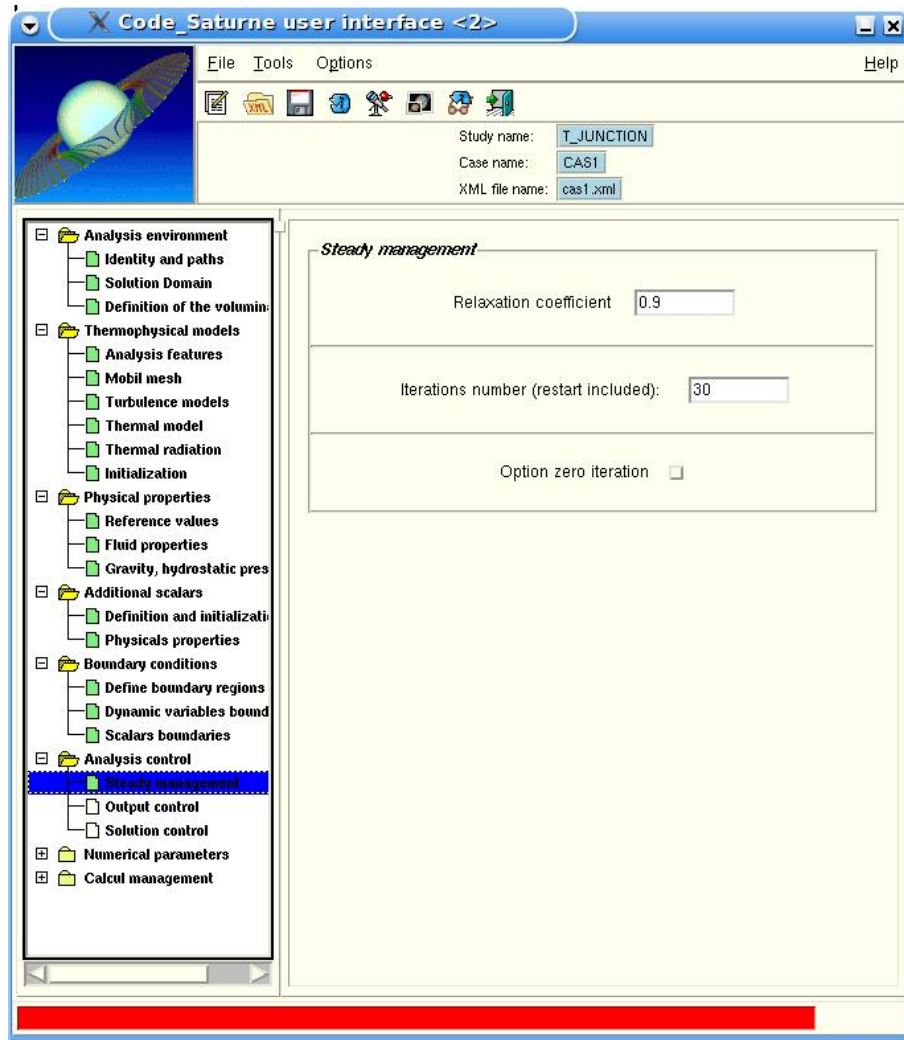 Code_Saturne user interface <2>
File Tools Options Help
XML
Study name: T_JUNCTION
Case name: CAS1
XML file name: cas1.xml
Analysis environment
Identity and paths
Solution Domain
Definition of the volumin
Thermophysical models
Analysis features
Mobil mesh
Turbulence models
Thermal model
Thermal radiation
Initialization
Physical properties
Reference values
Fluid properties
Gravity, hydrostatic pres
Additional scalars
Definition and initializati
Physicals properties
Boundary conditions
Define boundary regions
Dynamic variables bound
Scalars boundaries
Analysis control
Steady management
Output control
Solution control
Numerical parameters
Calcul management
Steady management
Relaxation coefficient 0.9
Iterations number (restart included): 30
Option zero iteration